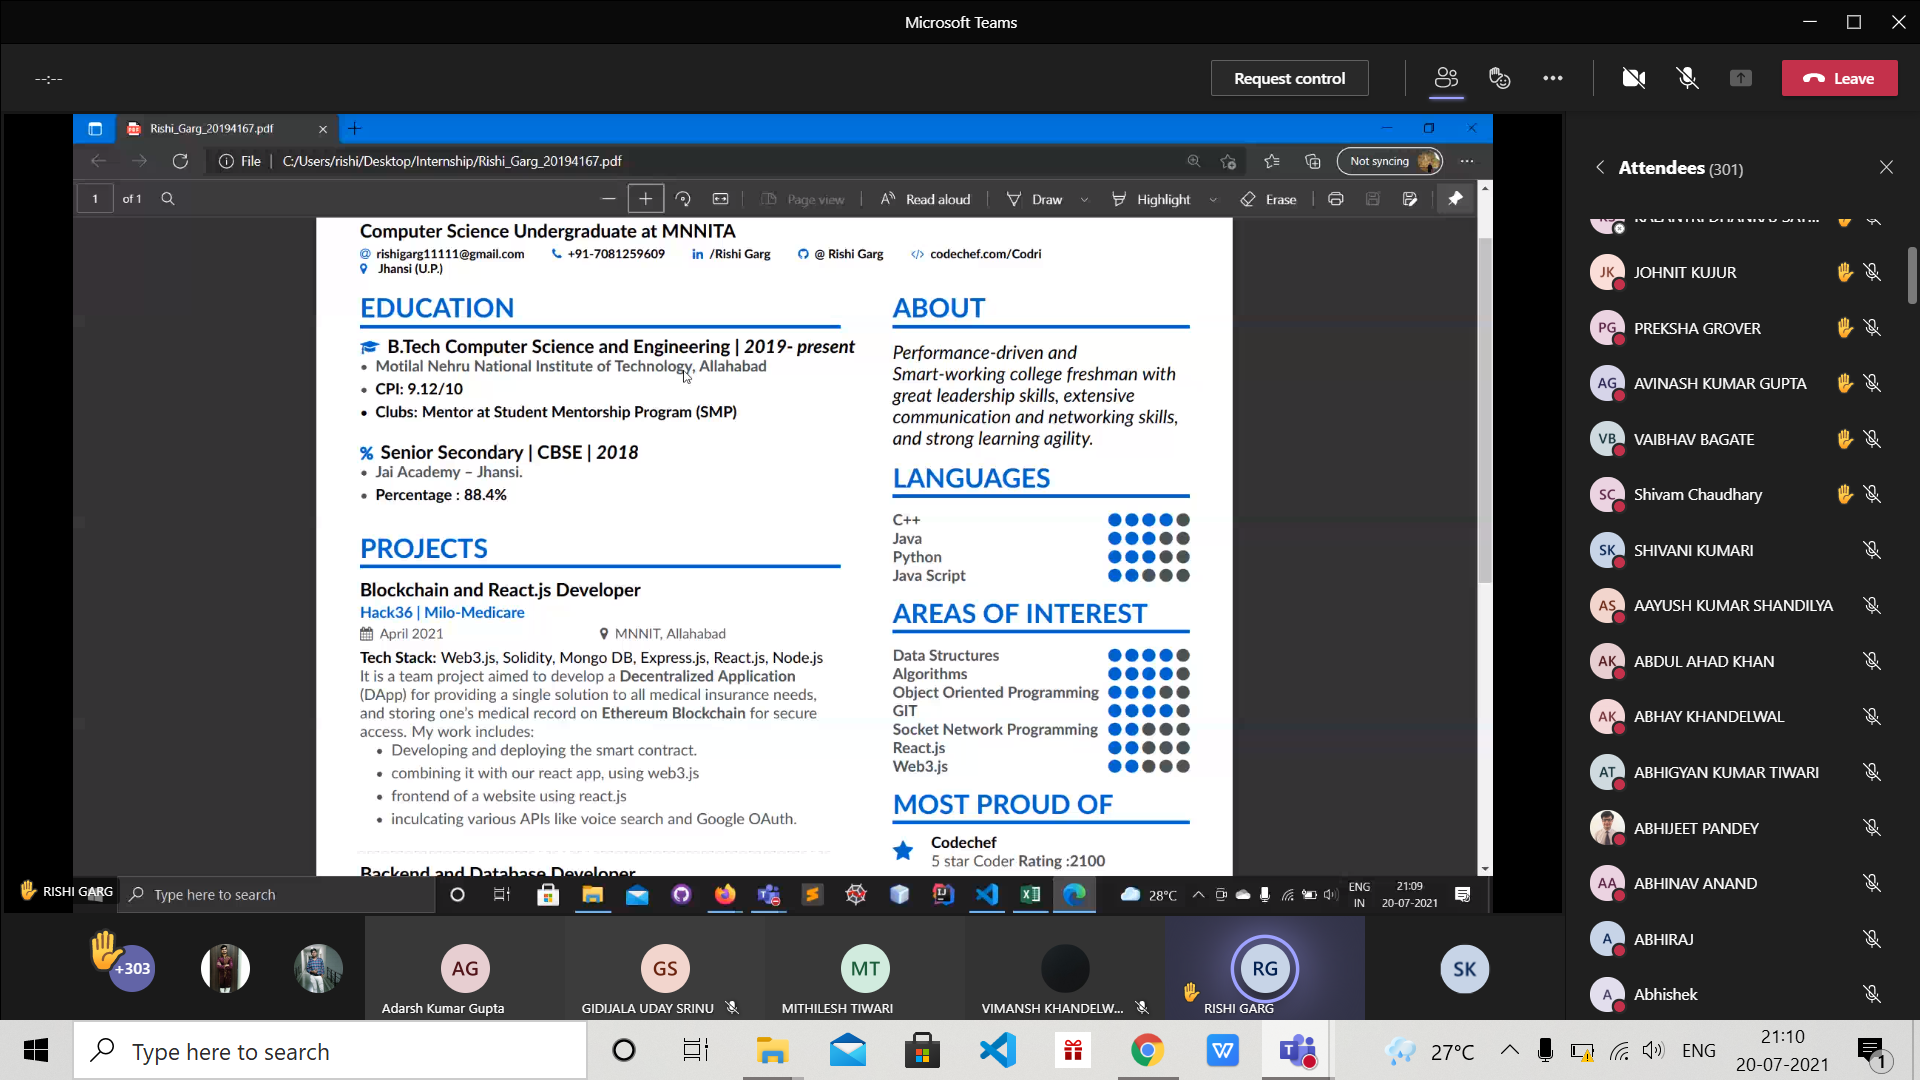 Microsoft Teams
--:--
Request control
Leave
Rishi_Garg_20194167.pdf
File | C:/Users/rishi/Desktop/Internship/Rishi_Garg_20194167.pdf
Not syncing
1 of 1
Page view
Read aloud
Draw
Highlight
Erase
Computer Science Undergraduate at MNNITA
rishigarg11111@gmail.com +91-7081259609 /Rishi Garg @ Rishi Garg codechef.com/Codri
Jhansi (U.P.)
EDUCATION
B.Tech Computer Science and Engineering | 2019- present
• Motilal Nehru National Institute of Technology, Allahabad
• CPI: 9.12/10
• Clubs: Mentor at Student Mentorship Program (SMP)
Senior Secondary | CBSE | 2018
• Jai Academy – Jhansi.
• Percentage : 88.4%
PROJECTS
Blockchain and React.js Developer
Hack36 | Milo-Medicare
April 2021 MNNIT, Allahabad
Tech Stack: Web3.js, Solidity, Mongo DB, Express.js, React.js, Node.js
It is a team project aimed to develop a Decentralized Application
(DApp) for providing a single solution to all medical insurance needs,
and storing one's medical record on Ethereum Blockchain for secure
access. My work includes:
• Developing and deploying the smart contract.
• combining it with our react app, using web3.js
• frontend of a website using react.js
• inculcating various APIs like voice search and Google OAuth.
Backend and Database Developer
ABOUT
Performance-driven and
Smart-working college freshman with
great leadership skills, extensive
communication and networking skills,
and strong learning agility.
LANGUAGES
C++
Java
Python
Java Script
AREAS OF INTEREST
Data Structures
Algorithms
Object Oriented Programming
GIT
Socket Network Programming
React.js
Web3.js
MOST PROUD OF
Codechef
5 star Coder Rating :2100
RISHI GARG
Type here to search
28°C
ENG
IN
21:09
20-07-2021
Attendees (301)
JK JOHNIT KUJUR
PG PREKSHA GROVER
AG AVINASH KUMAR GUPTA
VB VAIBHAV BAGATE
SC Shivam Chaudhary
SK SHIVANI KUMARI
AS AAYUSH KUMAR SHANDILYA
AK ABDUL AHAD KHAN
AK ABHAY KHANDELWAL
AT ABHIGYAN KUMAR TIWARI
ABHIJEET PANDEY
AA ABHINAV ANAND
A ABHIRAJ
A Abhishek
+303
AG
Adarsh Kumar Gupta
GS
GIDIJALA UDAY SRINU
MT
MITHILESH TIWARI
VIMANSH KHANDELW...
RG
RISHI GARG
SK
Type here to search
27°C
ENG
21:10
20-07-2021
1